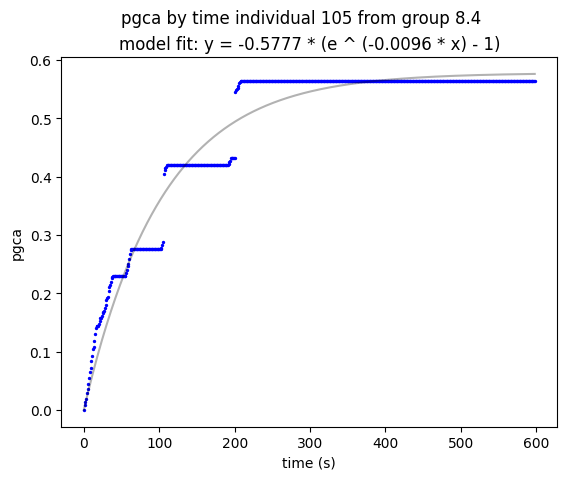 pgca by time individual 105 from group 8.4
model fit: y = -0.5777 * (e ^ (-0.0096 * x) - 1)
0.6
0.5
0.4
0.3
0.2
0.1
0.0
pgca
0 100 200 300 400 500 600
time (s)